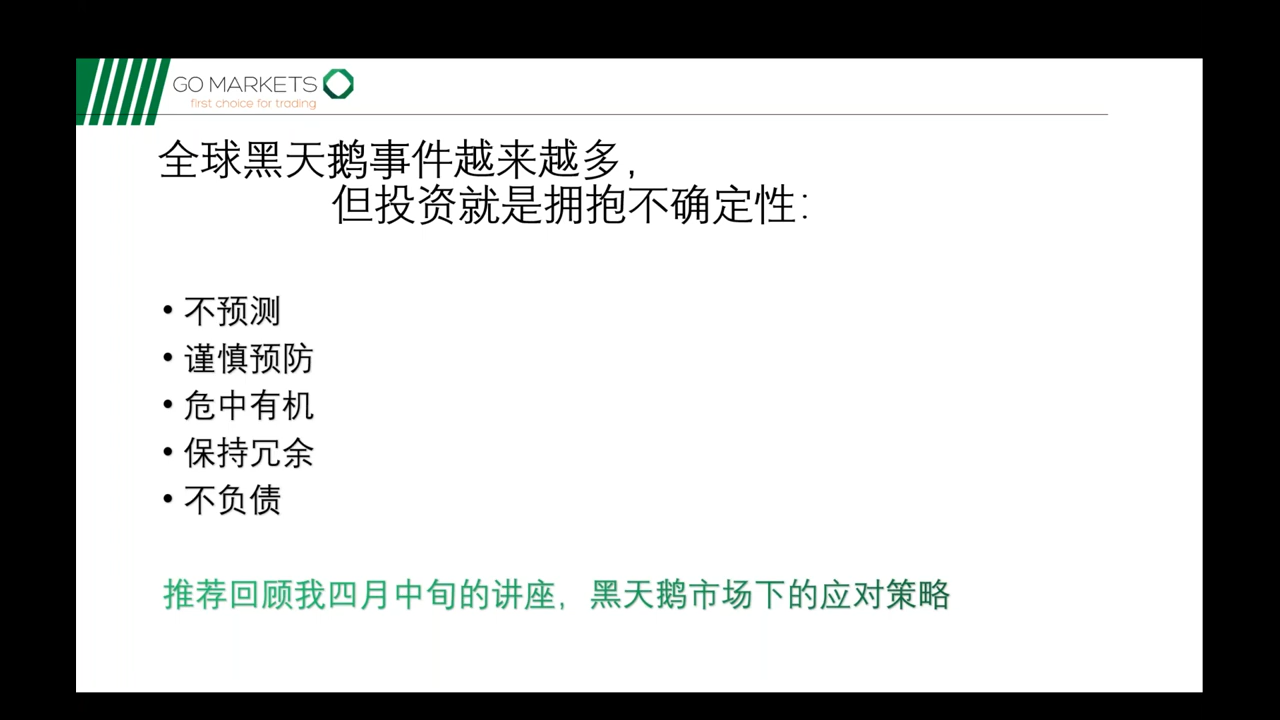 GO MARKETS
first choice for trading
全球黑天鹅事件越来越多，
但投资就是拥抱不确定性：
• 不预测
• 谨慎预防
• 危中有机
• 保持冗余
• 不负债
推荐回顾我四月中旬的讲座，黑天鹅市场下的应对策略